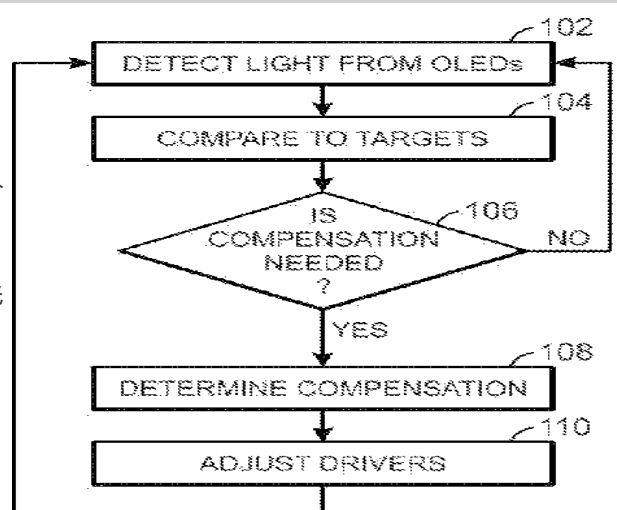 102
DETECT LIGHT FROM OLEDs
104
COMPARE TO TARGETS
106
IS
COMPENSATION
NEEDED
?
NO
YES
108
DETERMINE COMPENSATION
110
ADJUST DRIVERS